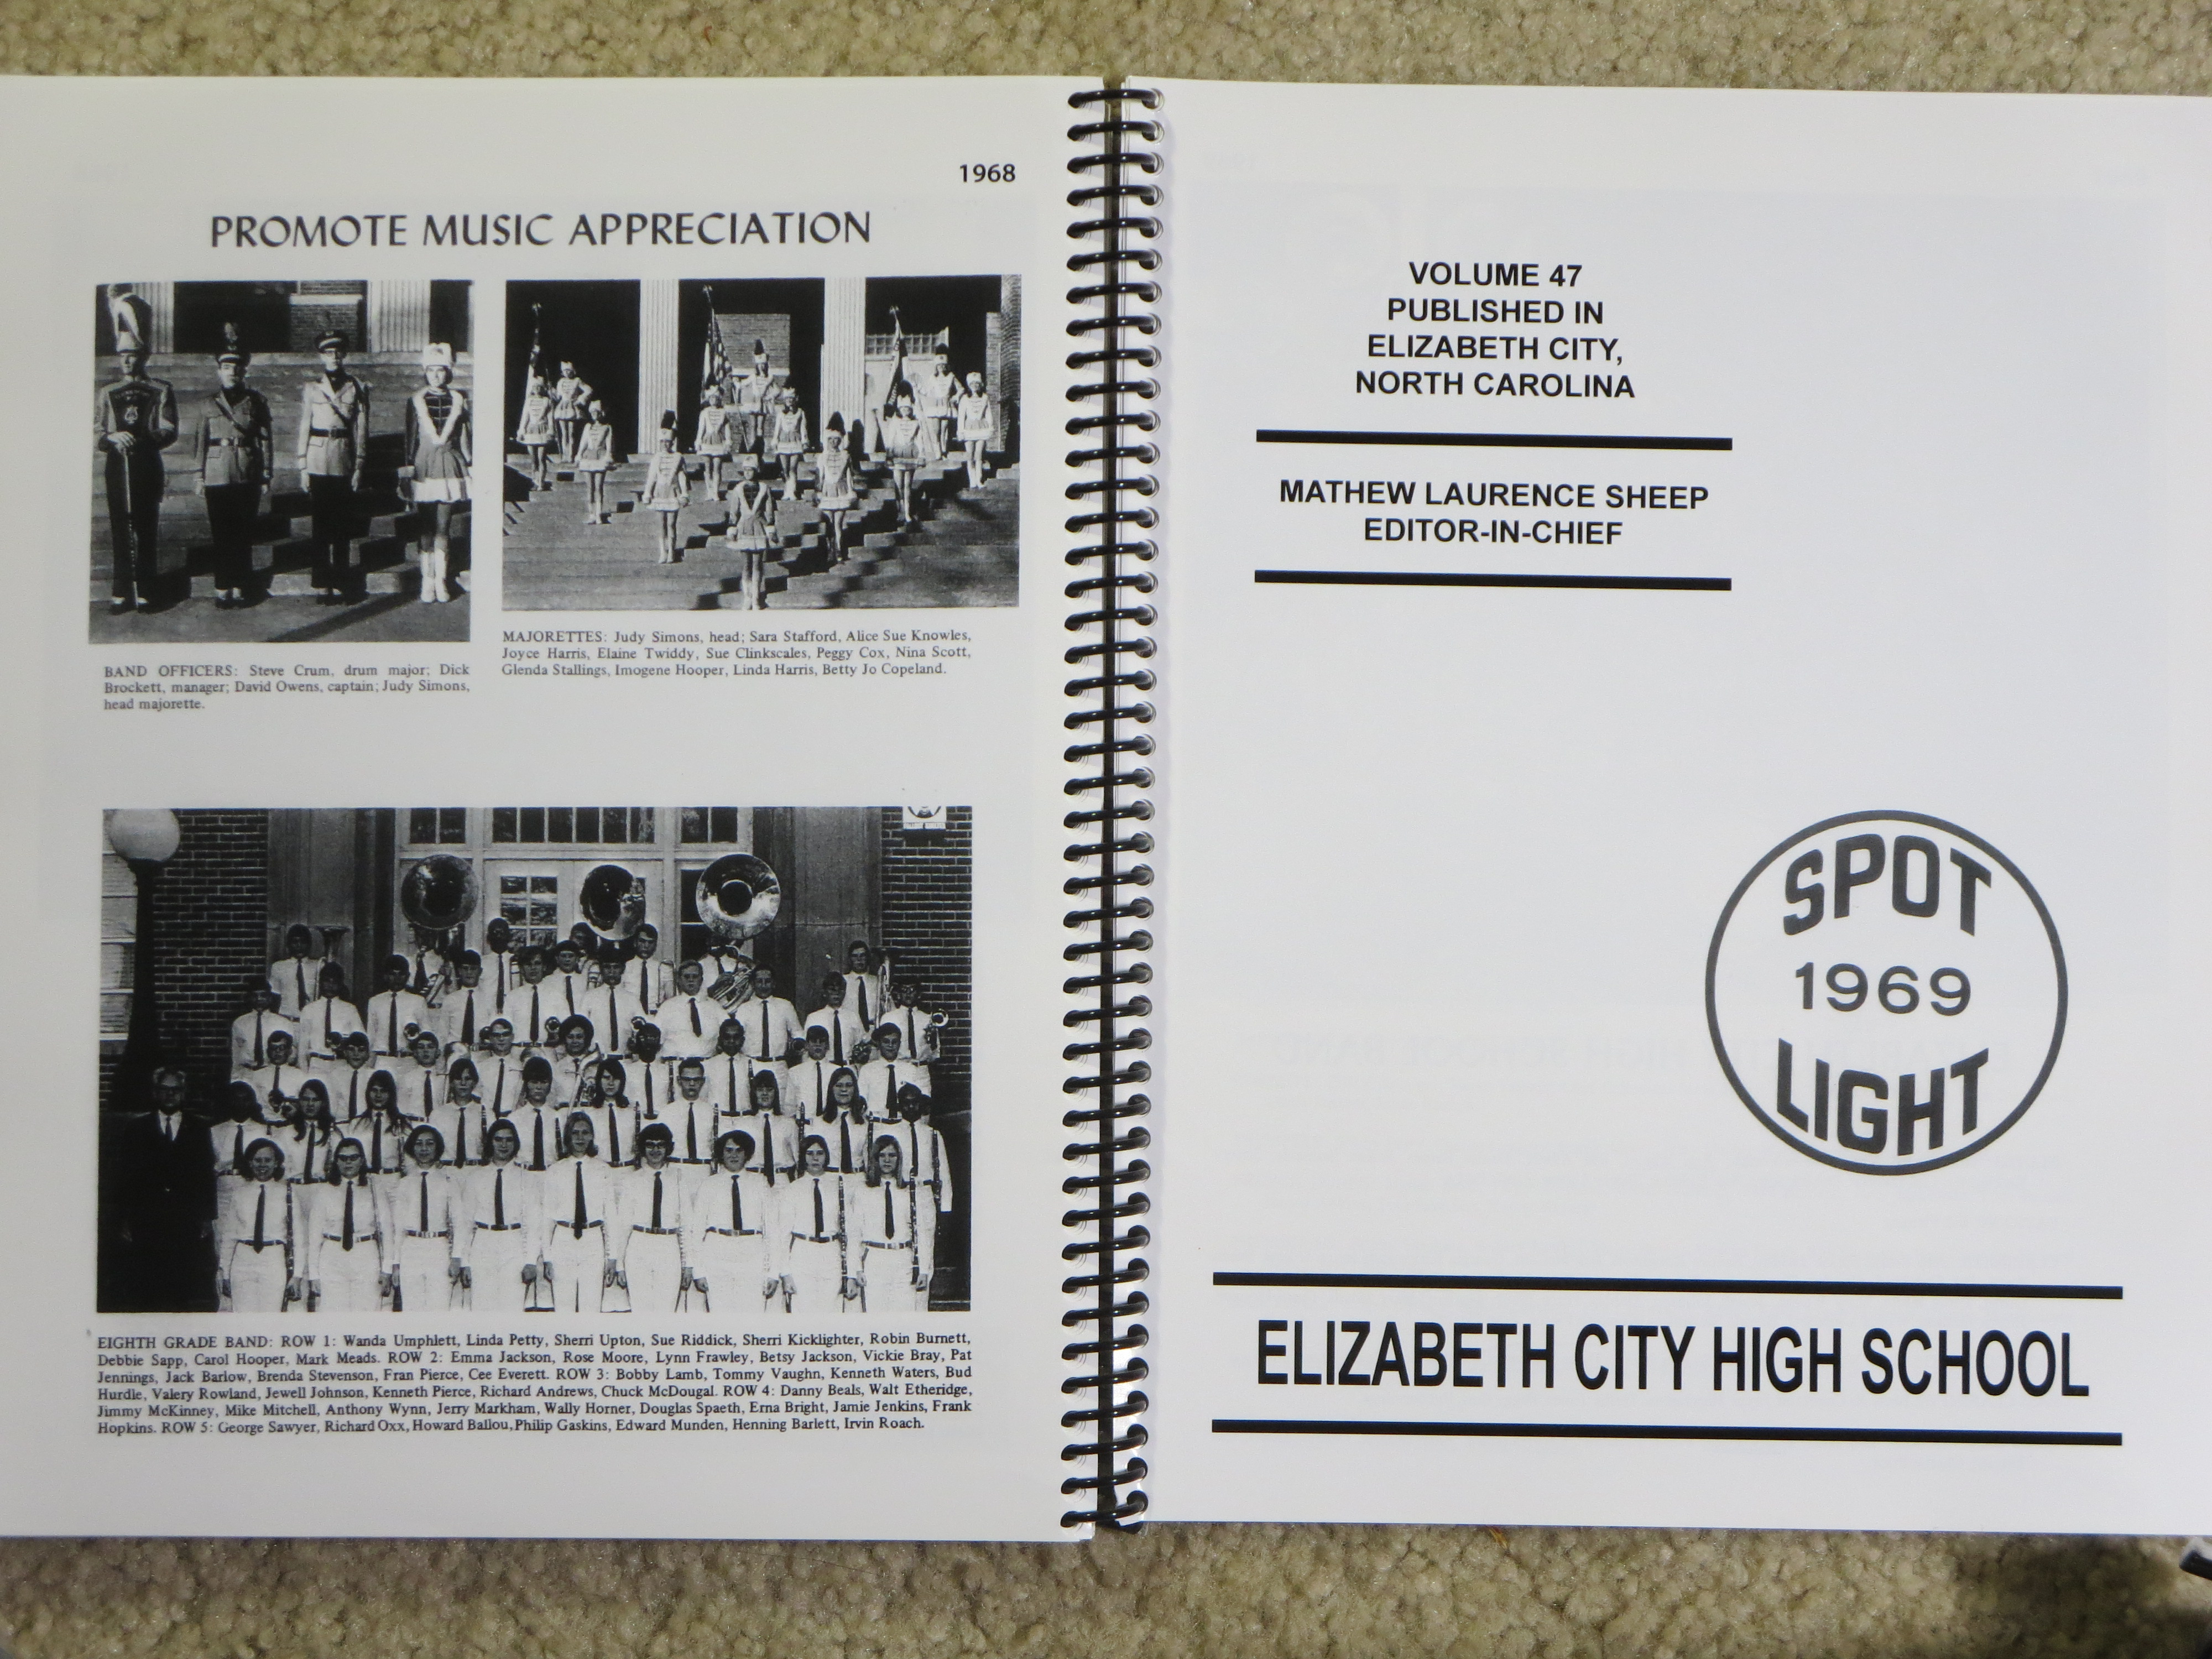 1968
PROMOTE MUSIC APPRECIATION
BAND OFFICERS: Steve Crum, drum major; Dick
Brockett, manager; David Owens, captain; Judy Simons,
head majorette.
MAJORETTES: Judy Simons, head; Sara Stafford, Alice Sue Knowles,
Joyce Harris, Elaine Twiddy, Sue Clinkscales, Peggy Cox, Nina Scott,
Glenda Stallings, Imogene Hooper, Linda Harris, Betty Jo Copeland.
EIGHTH GRADE BAND: ROW 1: Wanda Umphlett, Linda Petty, Sherri Upton, Sue Riddick, Sherri Kicklighter, Robin Burnett,
Debbie Sapp, Carol Hooper, Mark Meads. ROW 2: Emma Jackson, Rose Moore, Lynn Frawley, Betsy Jackson, Vickie Bray, Pat
Jennings, Jack Barlow, Brenda Stevenson, Fran Pierce, Cee Everett. ROW 3: Bobby Lamb, Tommy Vaughn, Kenneth Waters, Bud
Hurdle, Valery Rowland, Jewell Johnson, Kenneth Pierce, Richard Andrews, Chuck McDougal. ROW 4: Danny Beals, Walt Etheridge,
Jimmy McKinney, Mike Mitchell, Anthony Wynn, Jerry Markham, Wally Horner, Douglas Spaeth, Erna Bright, Jamie Jenkins, Frank
Hopkins. ROW 5: George Sawyer, Richard Oxx, Howard Ballou, Philip Gaskins, Edward Munden, Henning Barlett, Irvin Roach.
VOLUME 47
PUBLISHED IN
ELIZABETH CITY,
NORTH CAROLINA
MATHEW LAURENCE SHEEP
EDITOR-IN-CHIEF
SPOT
1969
LIGHT
ELIZABETH CITY HIGH SCHOOL